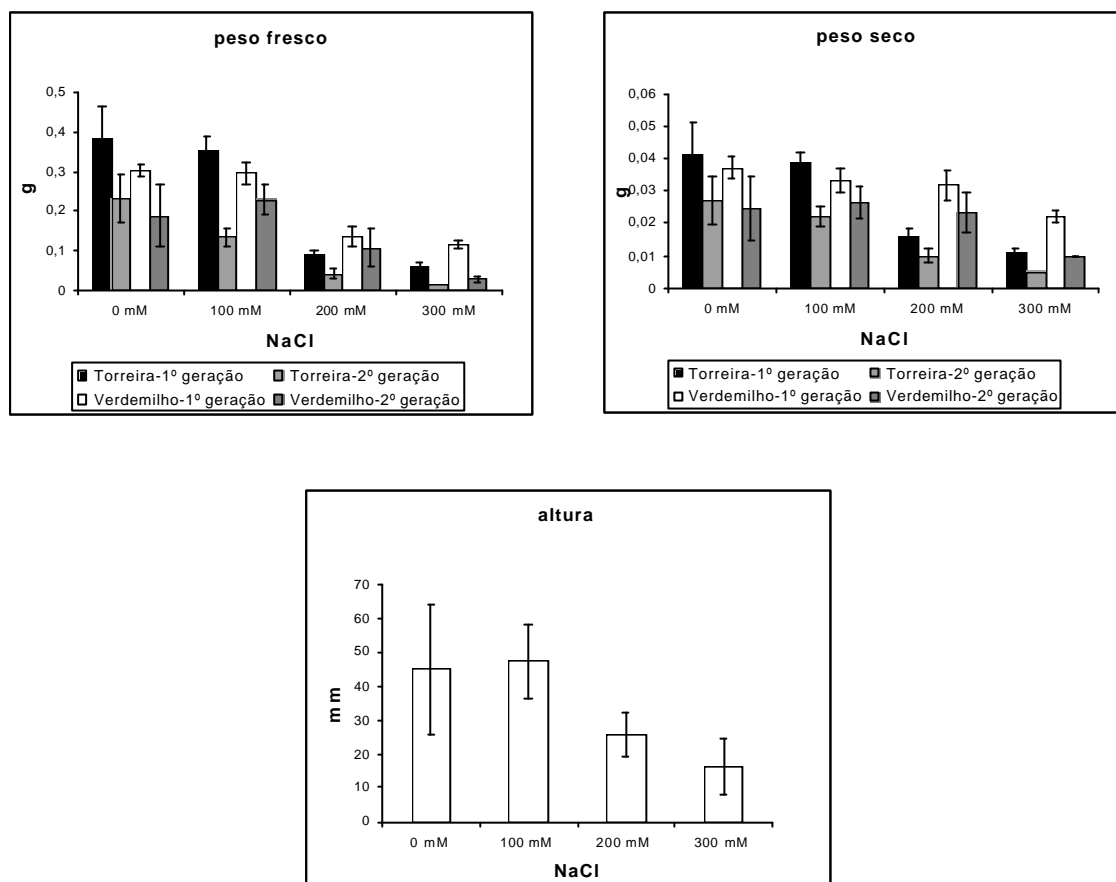 peso fresco
0,5
0,4
0,3
0,2
0,1
0
g
0 mM 100 mM 200 mM 300 mM
NaCl
Torreira-1º geração Torreira-2º geração
Verdemilho-1º geração Verdemilho-2º geração
peso seco
0,06
0,05
0,04
0,03
0,02
0,01
0
g
0 mM 100 mM 200 mM 300 mM
NaCl
Torreira-1º geração Torreira-2º geração
Verdemilho-1º geração Verdemilho-2º geração
altura
70
60
50
40
30
20
10
0
mm
0 mM 100 mM 200 mM 300 mM
NaCl